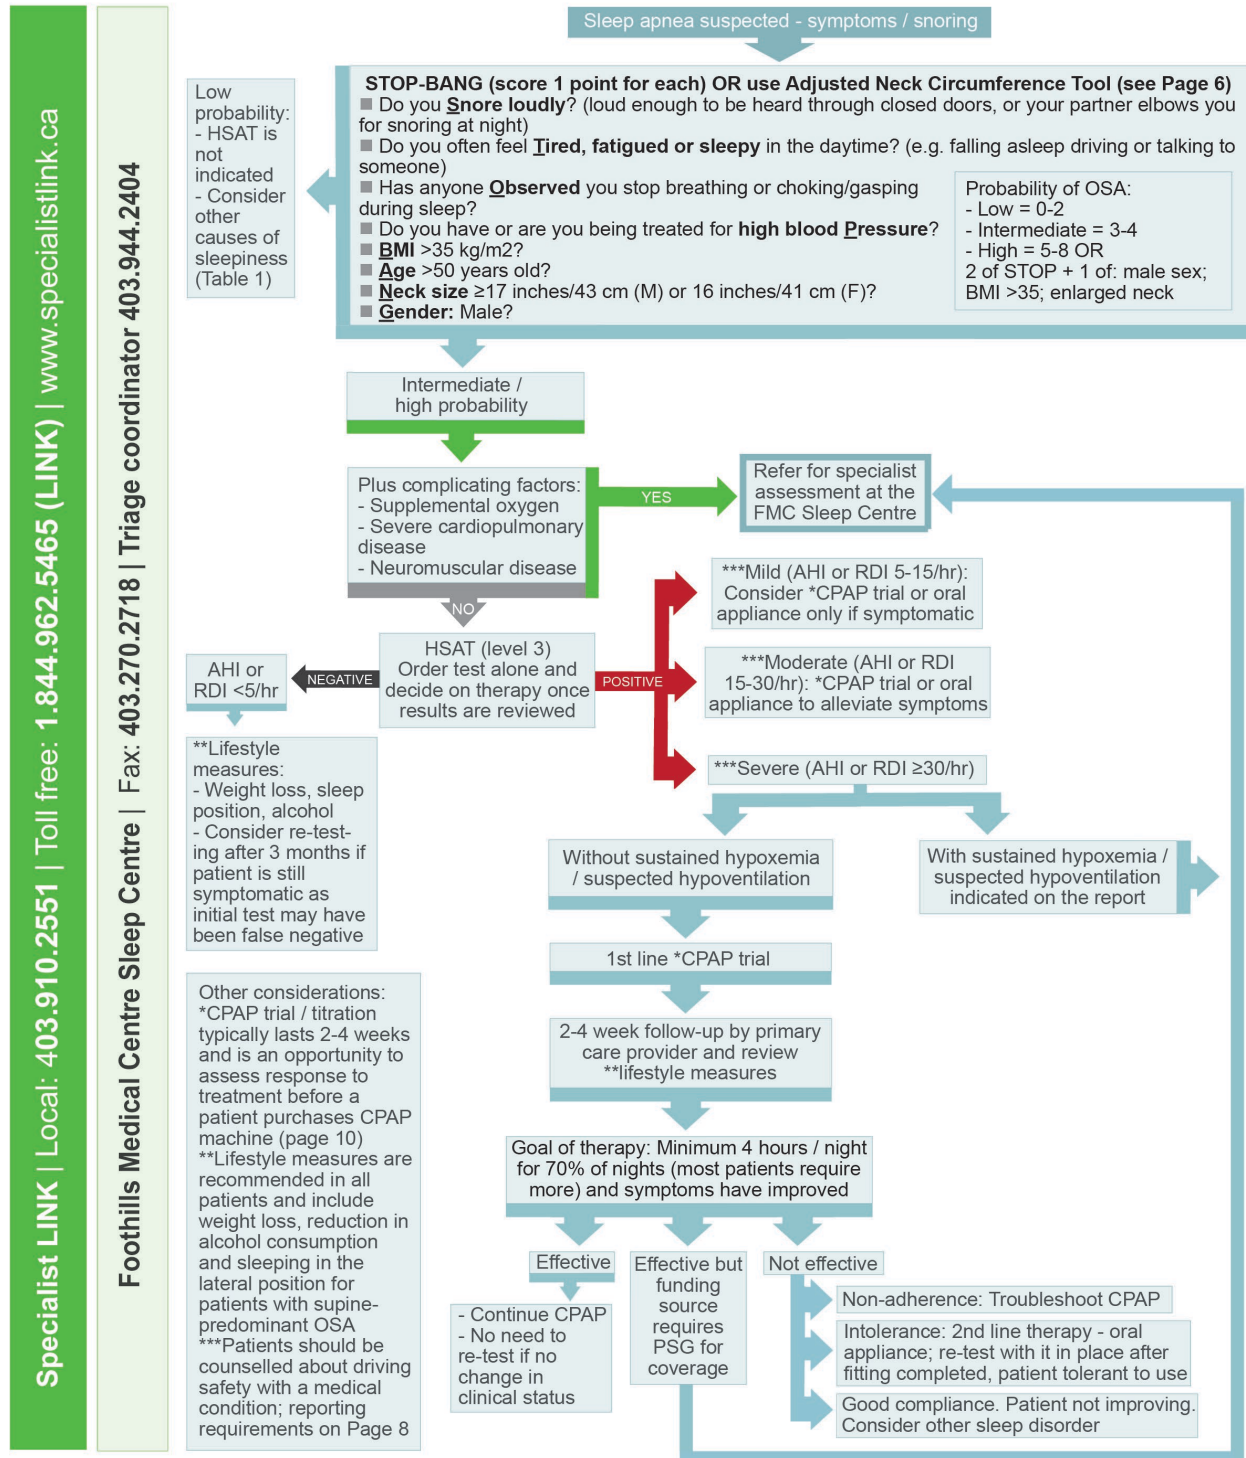 Specialist LINK | Local: 403.910.2551 | Toll free: 1.844.962.5465 (LINK) | www.specialistlink.ca
Foothills Medical Centre Sleep Centre | Fax: 403.270.2718 | Triage coordinator 403.944.2404
Sleep apnea suspected - symptoms / snoring
STOP-BANG (score 1 point for each) OR use Adjusted Neck Circumference Tool (see Page 6)
Do you Snore loudly? (loud enough to be heard through closed doors, or your partner elbows you
for snoring at night)
Do you often feel Tired, fatigued or sleepy in the daytime? (e.g. falling asleep driving or talking to
someone)
Has anyone Observed you stop breathing or choking/gasping
during sleep?
Do you have or are you being treated for high blood Pressure?
BMI >35 kg/m2?
Age >50 years old?
Neck size ≥17 inches/43 cm (M) or 16 inches/41 cm (F)?
Gender: Male?
Probability of OSA:
- Low = 0-2
- Intermediate = 3-4
- High = 5-8 OR
2 of STOP + 1 of: male sex;
BMI >35; enlarged neck
Low
probability:
- HSAT is
not
indicated
- Consider
other
causes of
sleepiness
(Table 1)
Intermediate /
high probability
Plus complicating factors:
- Supplemental oxygen
- Severe cardiopulmonary
disease
- Neuromuscular disease
YES
Refer for specialist
assessment at the
FMC Sleep Centre
NO
HSAT (level 3)
Order test alone and
decide on therapy once
results are reviewed
NEGATIVE
AHI or
RDI <5/hr
**Lifestyle
measures:
- Weight loss, sleep
position, alcohol
- Consider re-test-
ing after 3 months if
patient is still
symptomatic as
initial test may have
been false negative
POSITIVE
***Mild (AHI or RDI 5-15/hr):
Consider *CPAP trial or oral
appliance only if symptomatic
***Moderate (AHI or RDI
15-30/hr): *CPAP trial or oral
appliance to alleviate symptoms
***Severe (AHI or RDI ≥30/hr)
Without sustained hypoxemia
/ suspected hypoventilation
With sustained hypoxemia /
suspected hypoventilation
indicated on the report
1st line *CPAP trial
2-4 week follow-up by primary
care provider and review
**lifestyle measures
Goal of therapy: Minimum 4 hours / night
for 70% of nights (most patients require
more) and symptoms have improved
Effective
- Continue CPAP
- No need to
re-test if no
change in
clinical status
Effective but
funding
source
requires
PSG for
coverage
Not effective
Non-adherence: Troubleshoot CPAP
Intolerance: 2nd line therapy - oral
appliance; re-test with it in place after
fitting completed, patient tolerant to use
Good compliance. Patient not improving.
Consider other sleep disorder
Other considerations:
*CPAP trial / titration
typically lasts 2-4 weeks
and is an opportunity to
assess response to
treatment before a
patient purchases CPAP
machine (page 10)
**Lifestyle measures are
recommended in all
patients and include
weight loss, reduction in
alcohol consumption
and sleeping in the
lateral position for
patients with supine-
predominant OSA
***Patients should be
counselled about driving
safety with a medical
condition; reporting
requirements on Page 8